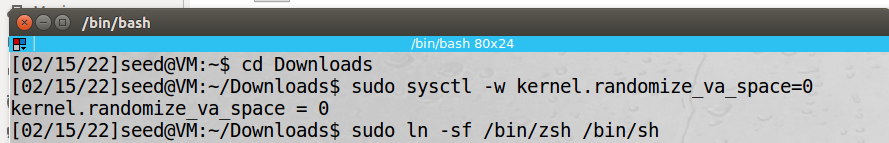 /bin/bash
/bin/bash 80x24
[02/15/22]seed@VM:~$ cd Downloads
[02/15/22]seed@VM:~/Downloads$ sudo sysctl -w kernel.randomize_va_space=0
kernel.randomize_va_space = 0
[02/15/22]seed@VM:~/Downloads$ sudo ln -sf /bin/zsh /bin/sh